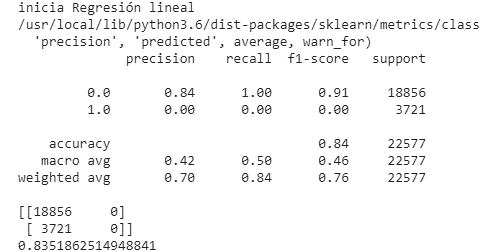 inicia Regresión lineal
/usr/local/lib/python3.6/dist-packages/sklearn/metrics/class
'precision', 'predicted', average, warn_for)
precision recall f1-score support
0.0 0.84 1.00 0.91 18856
1.0 0.00 0.00 0.00 3721
accuracy 0.84 22577
macro avg 0.42 0.50 0.46 22577
weighted avg 0.70 0.84 0.76 22577
[[18856 0]
[ 3721 0]]
0.8351862514948841